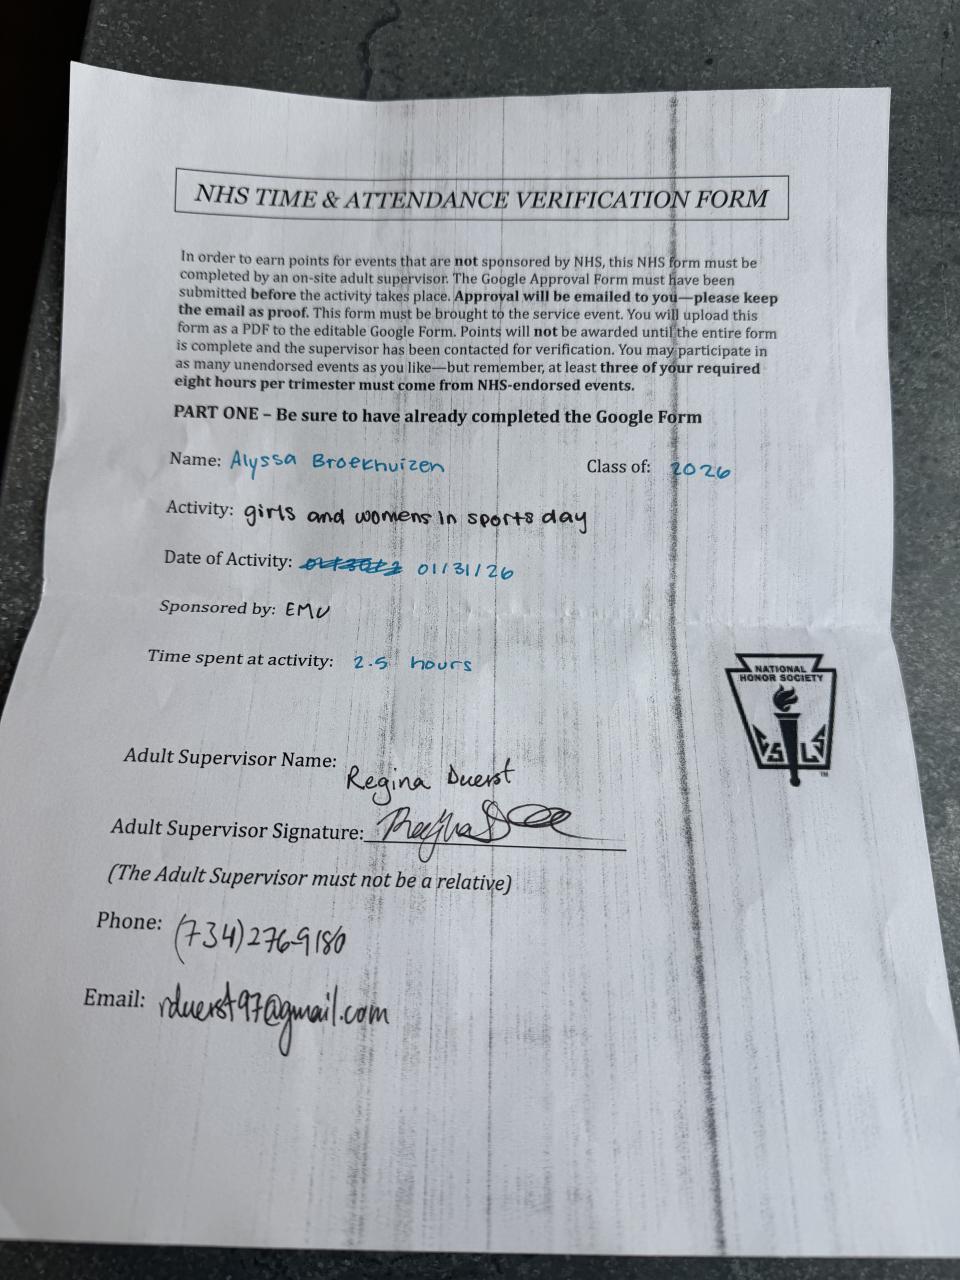 NHS TIME & ATTENDANCE VERIFICATION FORM
In order to earn points for events that are not sponsored by NHS, this NHS form must be
completed by an on-site adult supervisor. The Google Approval Form must have been
submitted before the activity takes place. Approval will be emailed to you—please keep
the email as proof. This form must be brought to the service event. You will upload this
form as a PDF to the editable Google Form. Points will not be awarded until the entire form
is complete and the supervisor has been contacted for verification. You may participate in
as many unendorsed events as you like—but remember, at least three of your required
eight hours per trimester must come from NHS-endorsed events.
PART ONE – Be sure to have already completed the Google Form
Name: Alyssa Broekhuizen Class of: 2026
Activity: girls and womens in sports day
Date of Activity: 01/31/26
Sponsored by: EMU
Time spent at activity: 2.5 hours
NATIONAL
HONOR SOCIETY
S L
TM
Adult Supervisor Name: Regina Duerst
Adult Supervisor Signature:
(The Adult Supervisor must not be a relative)
Phone: (734)276-9180
Email: rduerst97@gmail.com